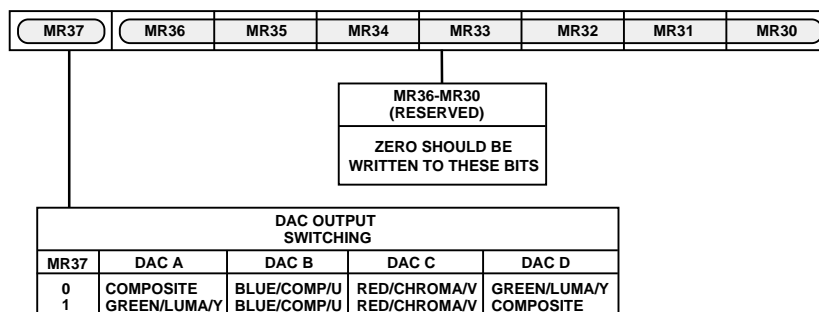 MR37 MR36 MR35 MR34 MR33 MR32 MR31 MR30
MR36-MR30
(RESERVED)
ZERO SHOULD BE
WRITTEN TO THESE BITS
DAC OUTPUT
SWITCHING
MR37 DAC A DAC B DAC C DAC D
0 COMPOSITE BLUE/COMP/U RED/CHROMA/V GREEN/LUMA/Y
1 GREEN/LUMA/Y BLUE/COMP/U RED/CHROMA/V COMPOSITE